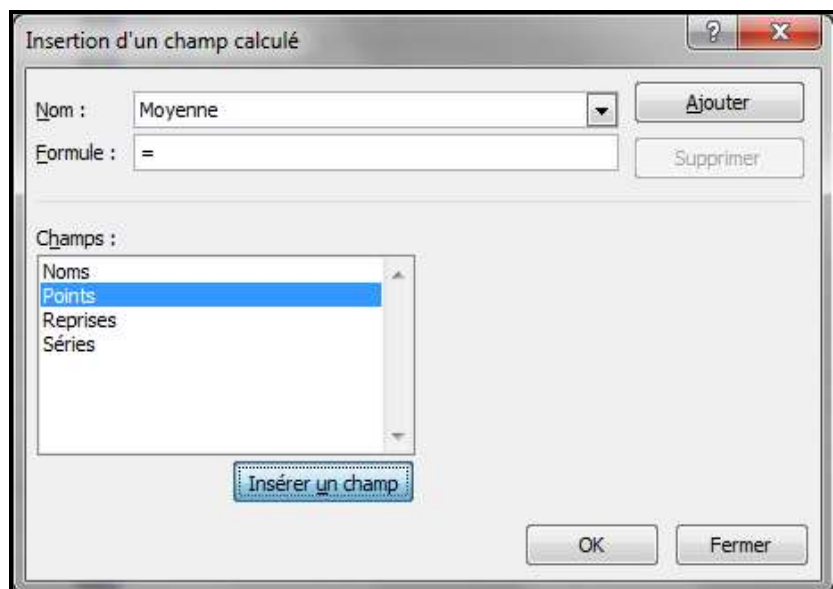 Insertion d'un champ calculé
?
Nom : Moyenne
Ajouter
Formule : =
Supprimer
Champs :
Noms
Points
Reprises
Séries
Insérer un champ
OK
Fermer